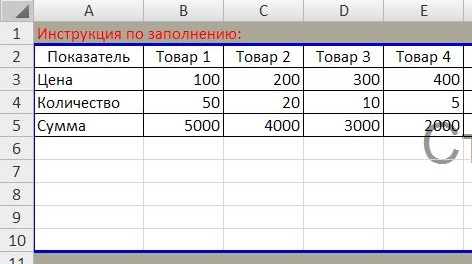 A B C D E
1 Инструкция по заполнению:
2 Показатель Товар 1 Товар 2 Товар 3 Товар 4
3 Цена 100 200 300 400
4 Количество 50 20 10 5
5 Сумма 5000 4000 3000 2000
6
7
8
9
10
11